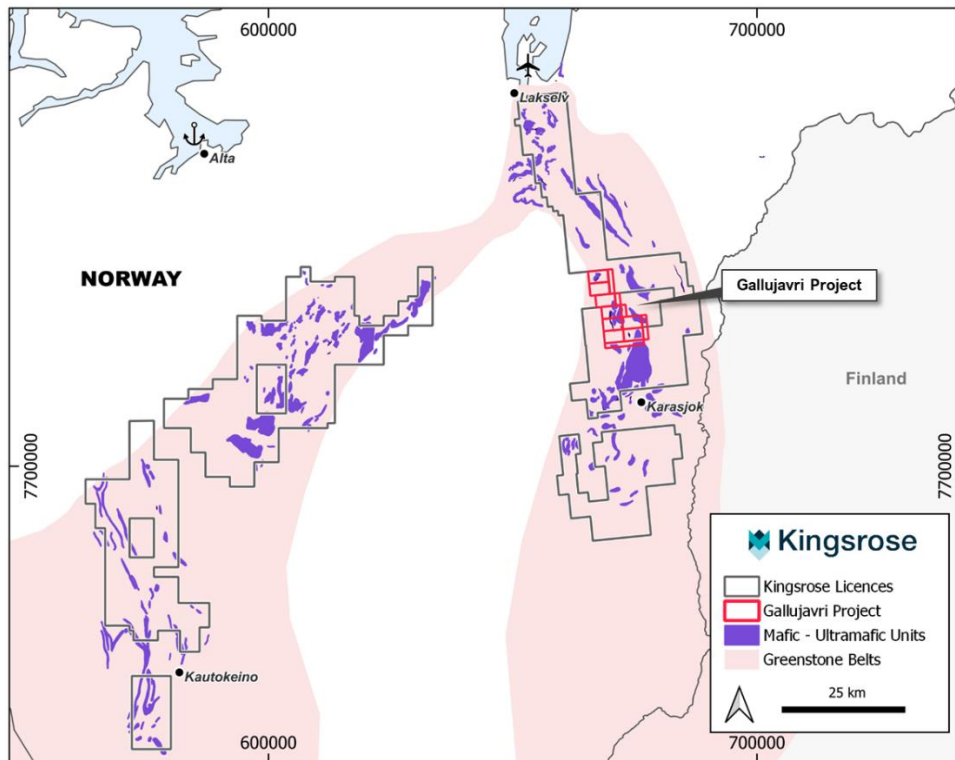 600000
700000
Lakselv
Alta
NORWAY
Gallujavri Project
Finland
Karasjok
7700000
7700000
Kingsrose
Kingsrose Licences
Gallujavri Project
Mafic - Ultramafic Units
Greenstone Belts
25 km
Kautokeino
600000
700000